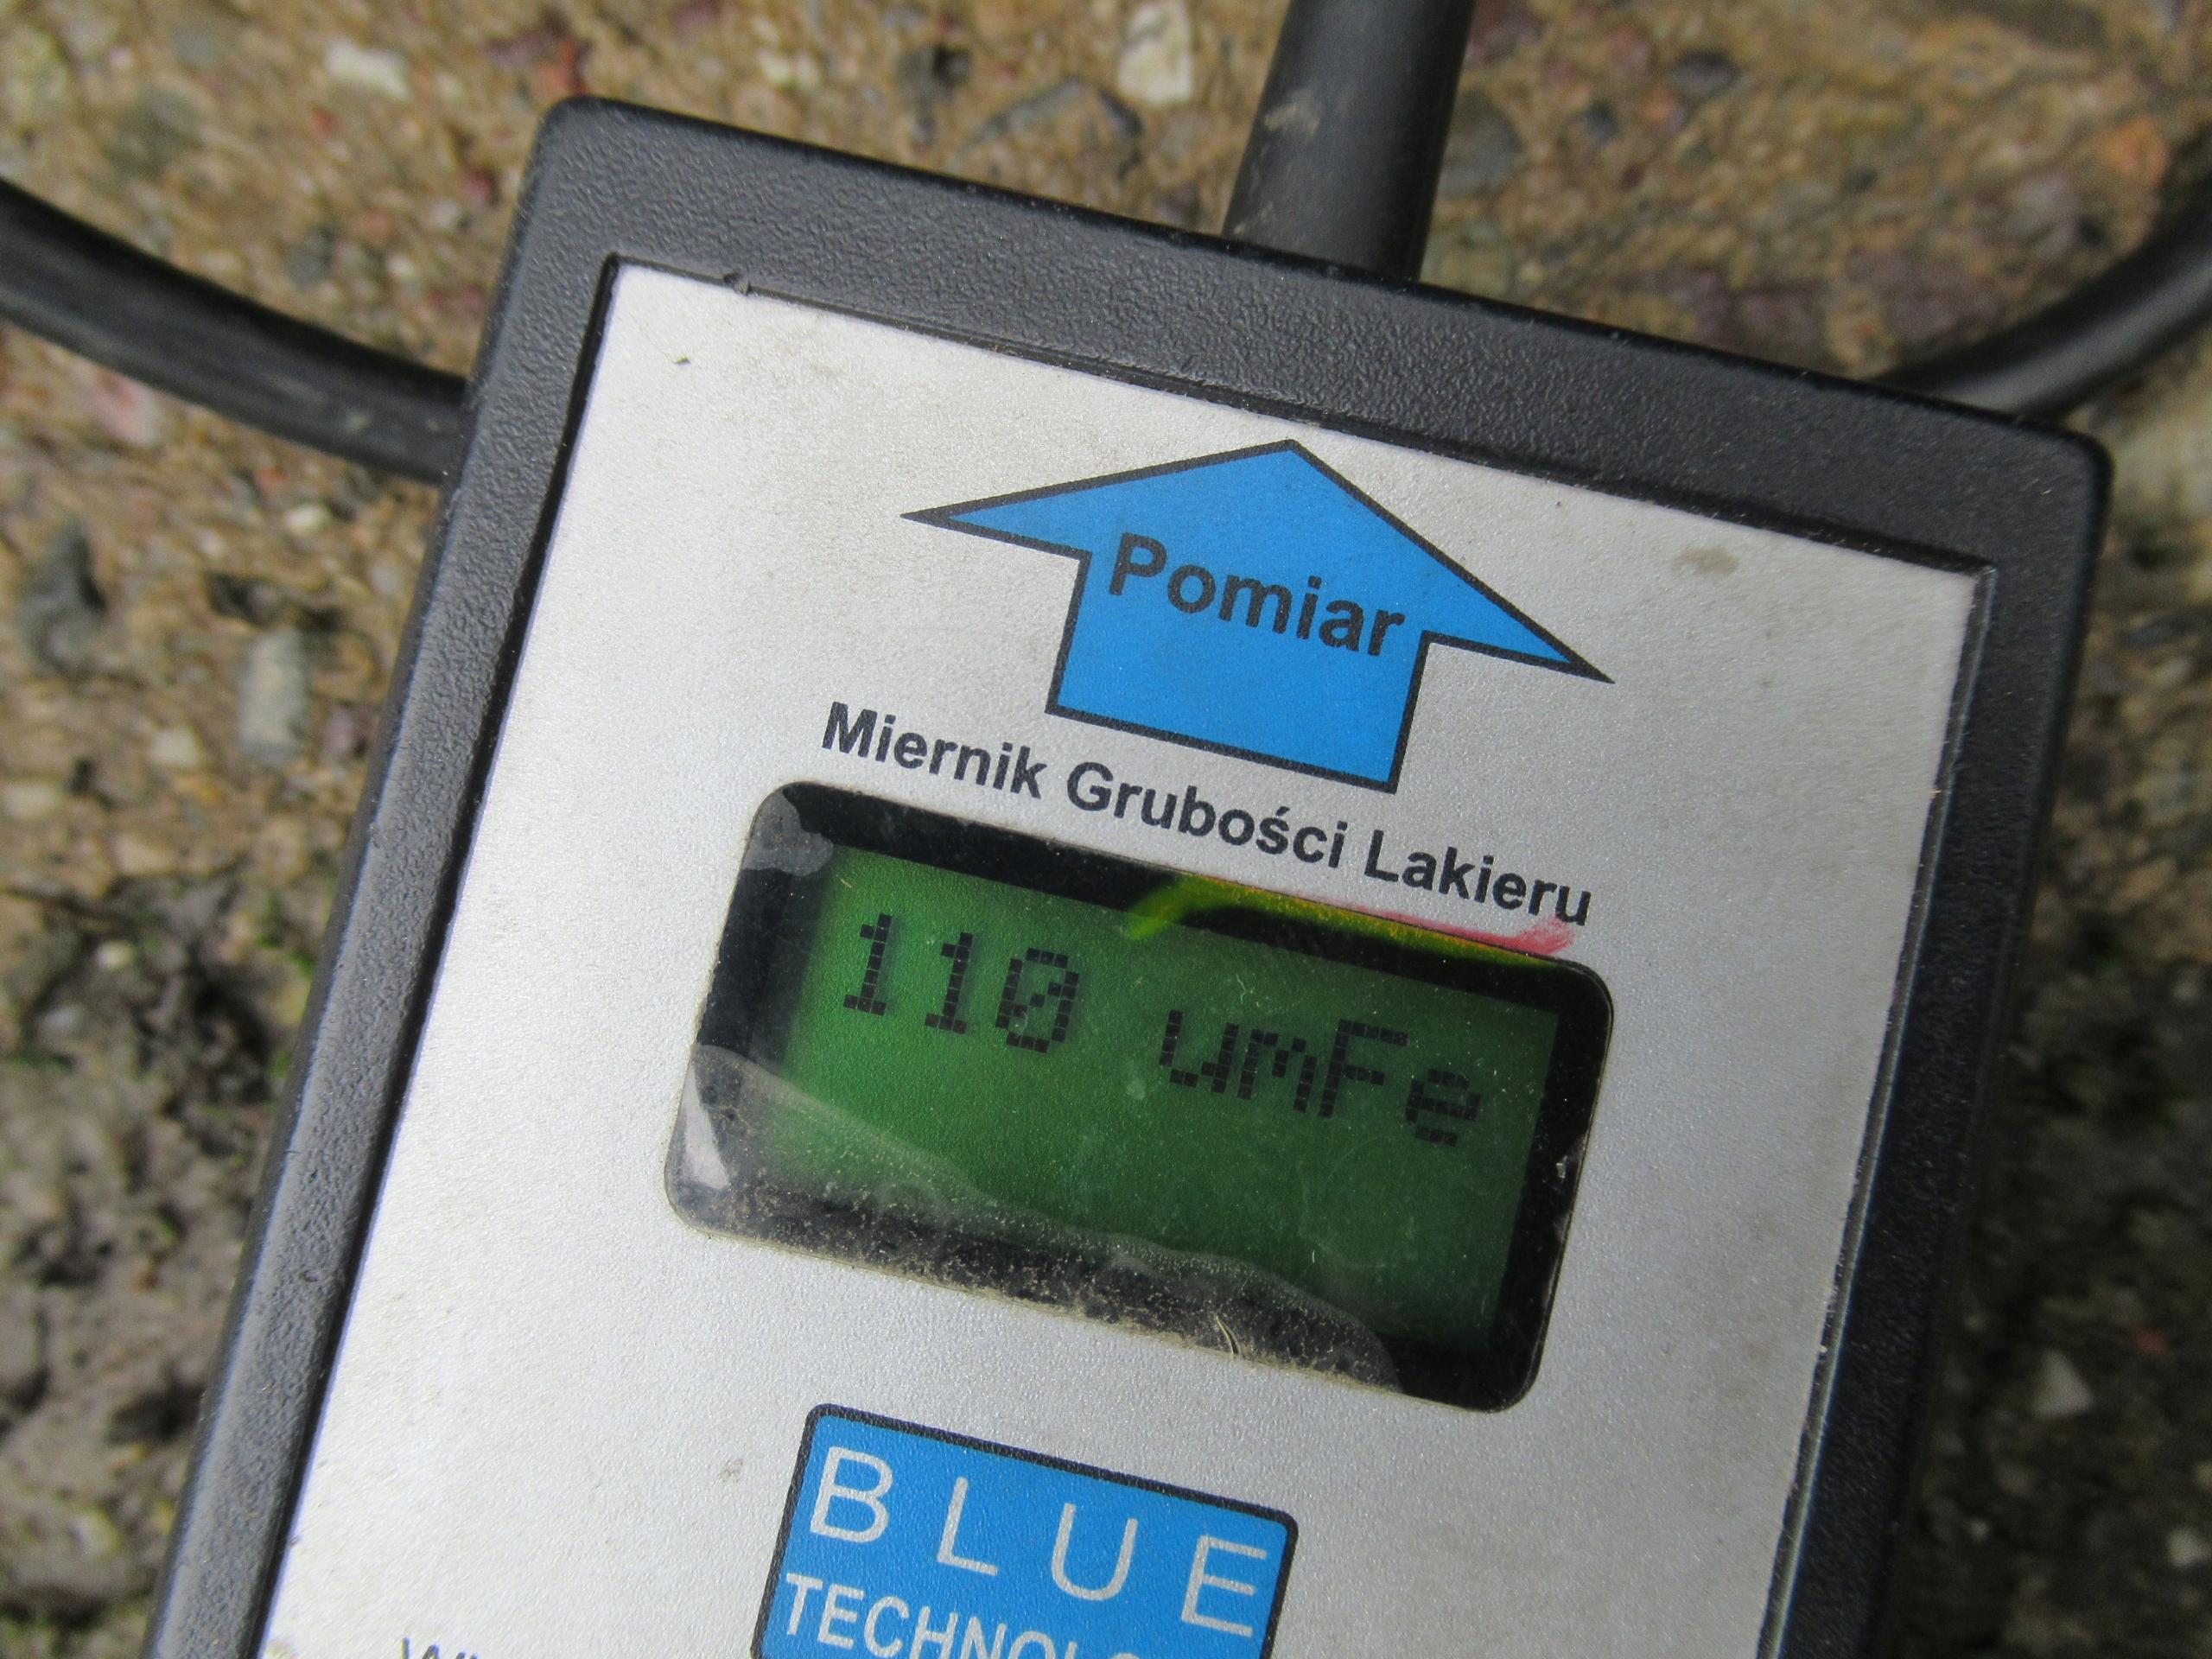 Pomiar
Miernik Grubości Lakieru
110 umFe
BLUE